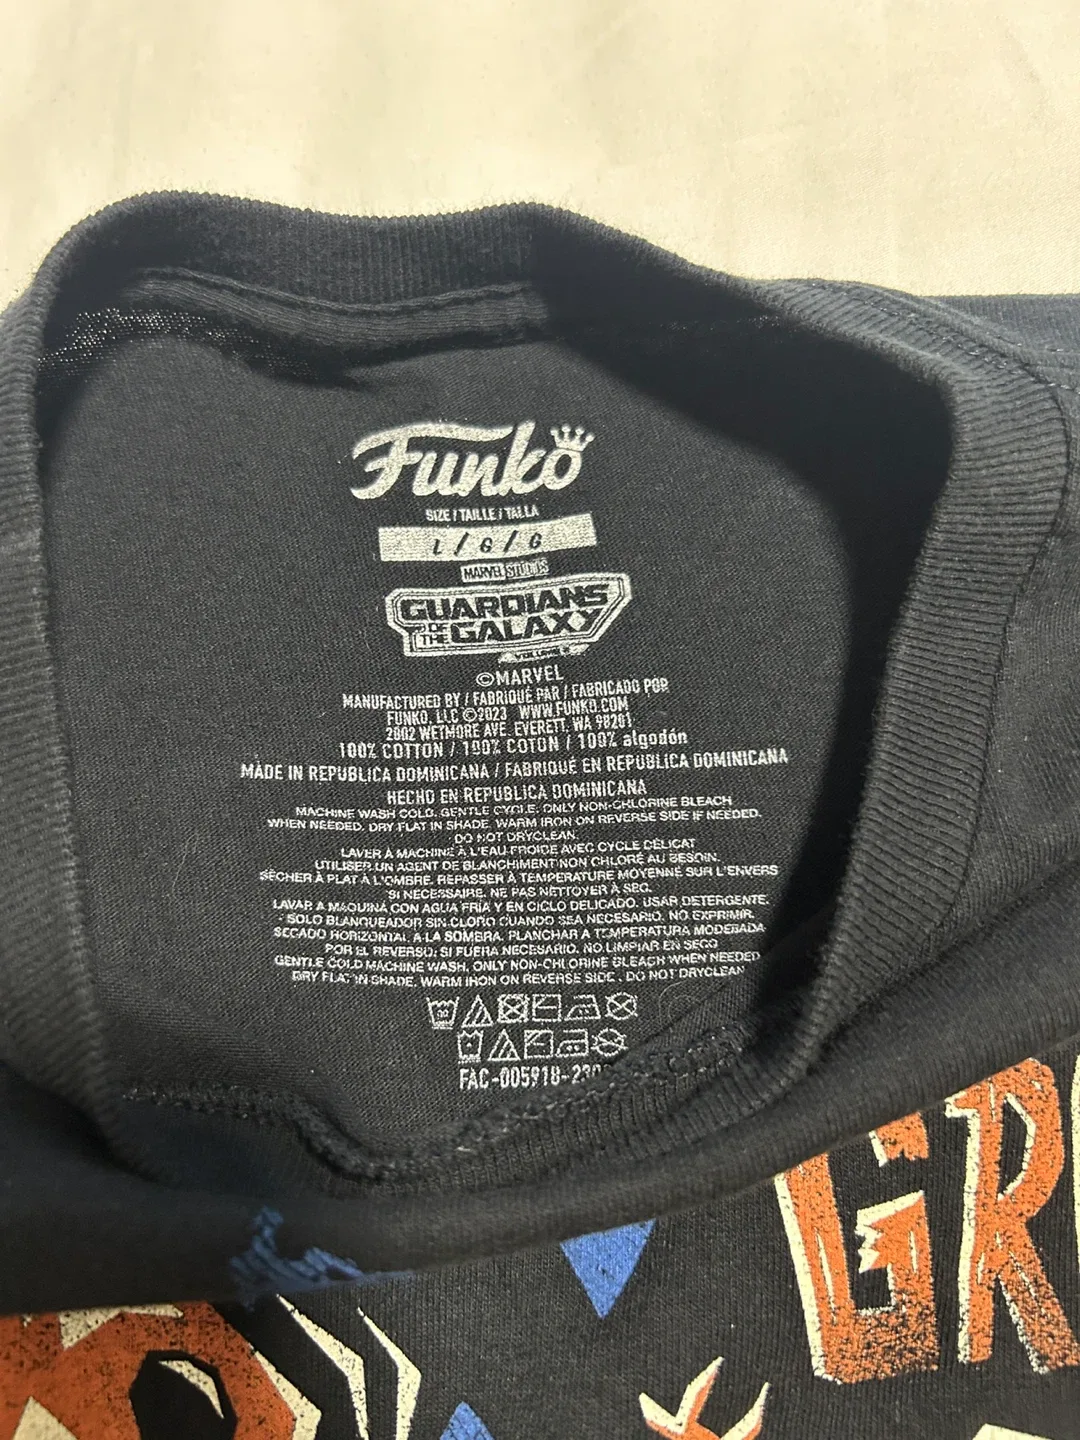 Funko
SIZE / TAILLE / TALLA
L / G / G
MARVEL STUDIOS
GUARDIANS
OF THE GALAXY
VOLUME
©MARVEL
MANUFACTURED BY / FABRIQUÉ PAR / FABRICADO POR
FUNKO, LLC ©2023 WWW.FUNKO.COM
2802 WETMORE AVE. EVERETT, WA 98201
100% COTTON / 100% COTON / 100% algodón
MADE IN REPUBLICA DOMINICANA / FABRIQUÉ EN REPUBLICA DOMINICANA
HECHO EN REPUBLICA DOMINICANA
MACHINE WASH COLD, GENTLE CYCLE. ONLY NON-CHLORINE BLEACH
WHEN NEEDED. DRY FLAT IN SHADE. WARM IRON ON REVERSE SIDE IF NEEDED.
DO NOT DRYCLEAN.
LAVER À MACHINE À L'EAU FROIDE AVEC CYCLE DÉLICAT
UTILISER UN AGENT DE BLANCHIMENT NON CHLORÉ AU BESOIN.
SÉCHER À PLAT À L'OMBRE. REPASSER À TEMPÉRATURE MOYENNE SUR L'ENVERS
SI NÉCESSAIRE. NE PAS NETTOYER À SEC.
LAVAR A MAQUINA CON AGUA FRÍA Y EN CICLO DELICADO. USAR DETERGENTE.
SOLO BLANQUEADOR SIN CLORO CUANDO SEA NECESARIO. NO EXPRIMIR.
SECADO HORIZONTAL A LA SOMBRA. PLANCHAR A TEMPERATURA MODERADA
POR EL REVERSO; SI FUERA NECESARIO. NO LIMPIAR EN SECO
GENTLE COLD MACHINE WASH. ONLY NON-CHLORINE BLEACH WHEN NEEDED
DRY FLAT IN SHADE. WARM IRON ON REVERSE SIDE. DO NOT DRYCLEAN
FAC-005918-230
GR